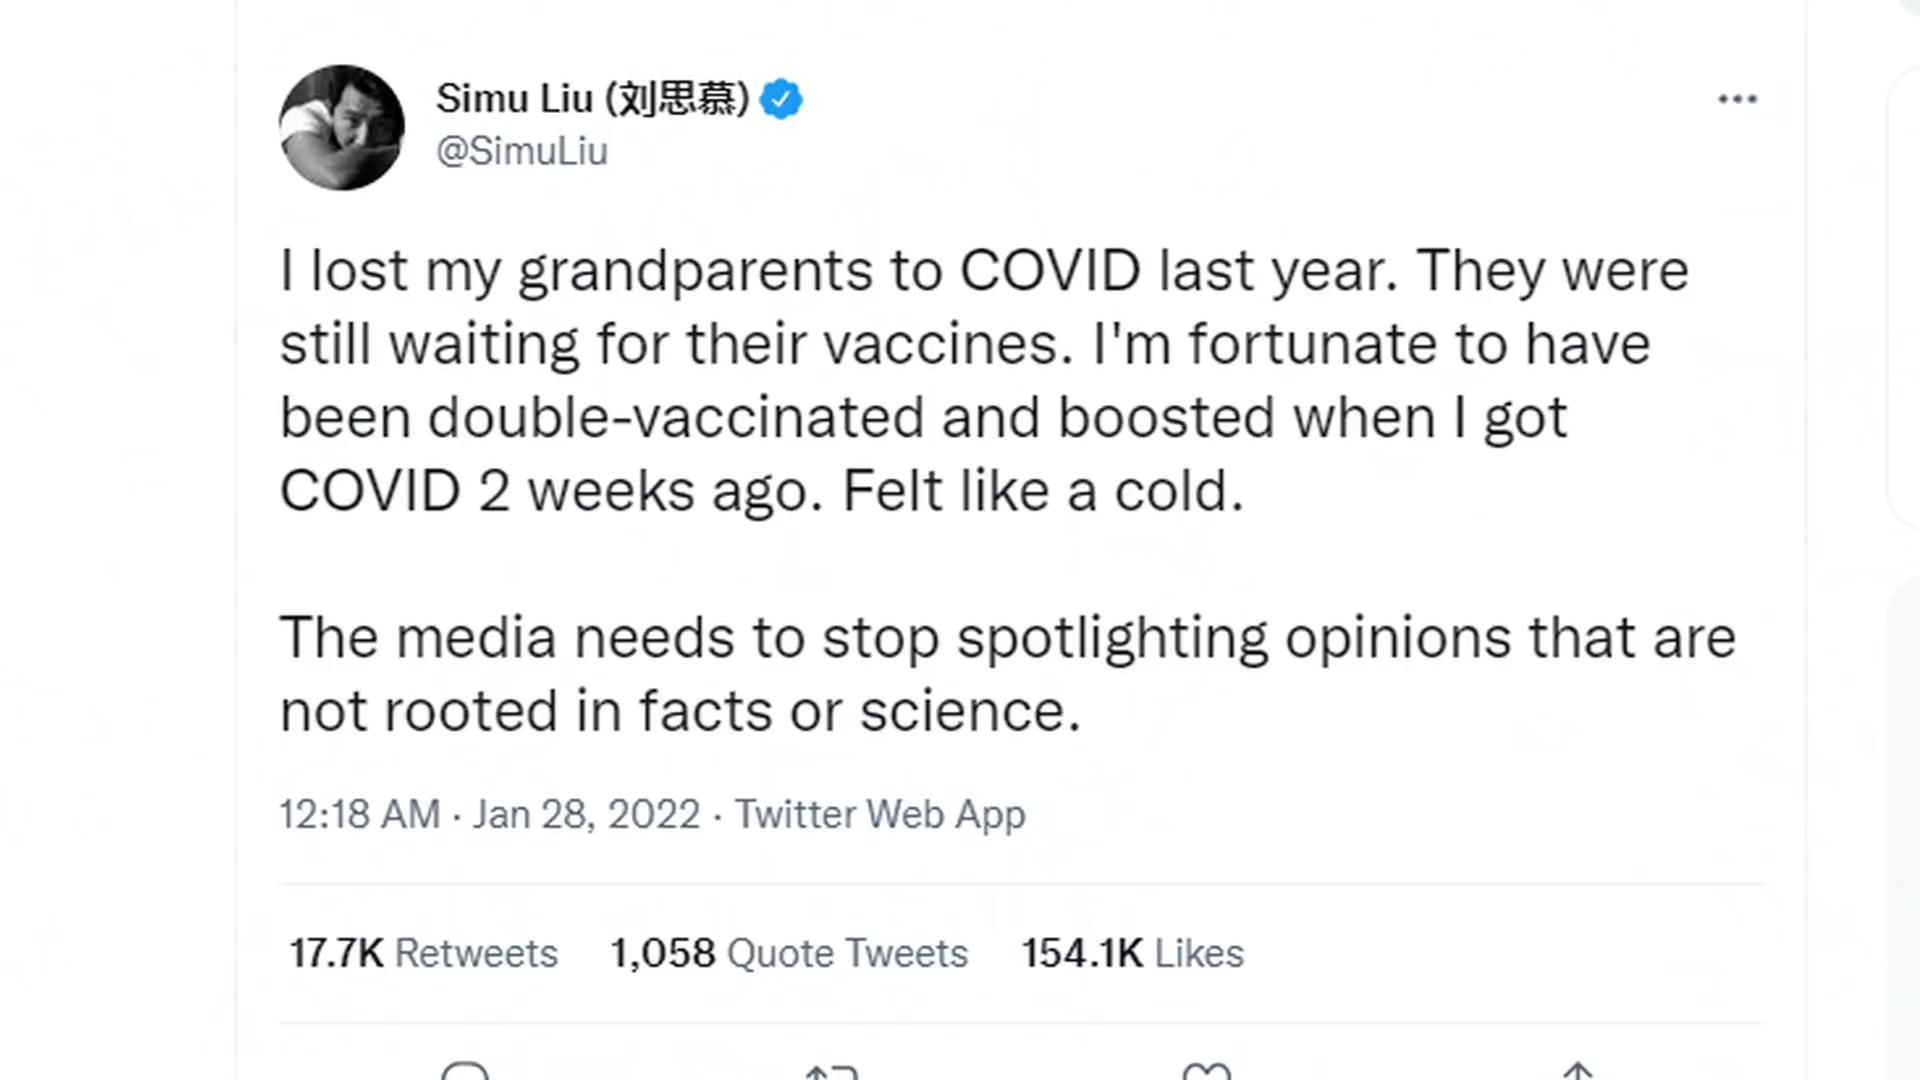 Simu Liu (刘思慕)
@SimuLiu
I lost my grandparents to COVID last year. They were
still waiting for their vaccines. I'm fortunate to have
been double-vaccinated and boosted when I got
COVID 2 weeks ago. Felt like a cold.
The media needs to stop spotlighting opinions that are
not rooted in facts or science.
12:18 AM · Jan 28, 2022 · Twitter Web App
17.7K Retweets 1,058 Quote Tweets 154.1K Likes